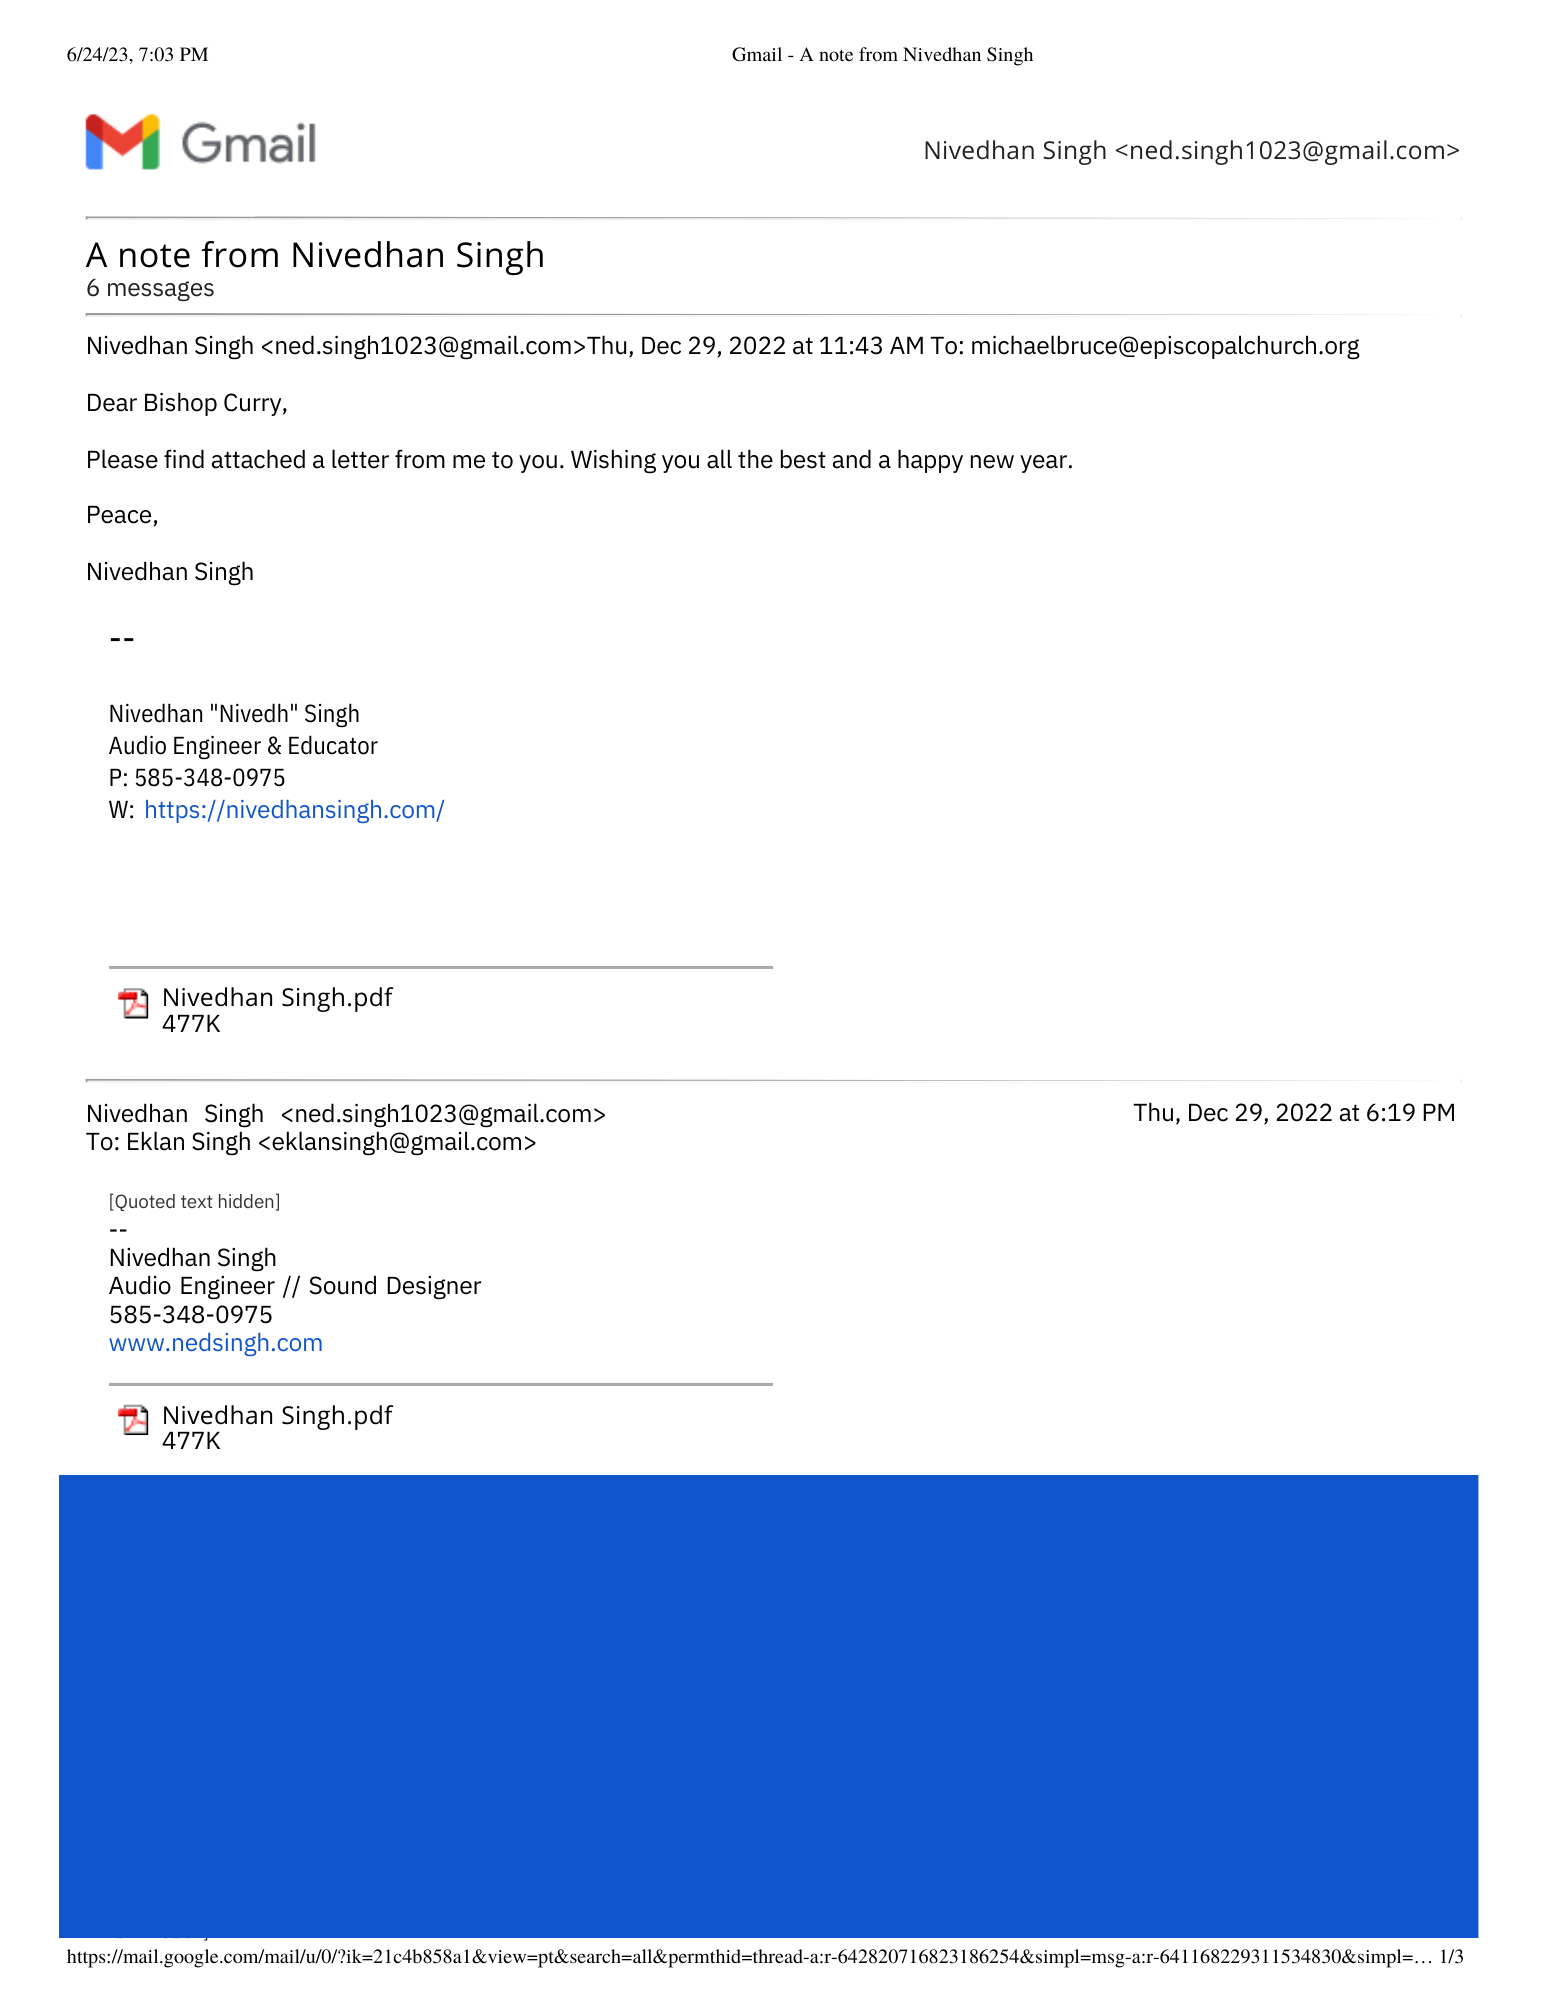 6/24/23, 7:03 PM
Gmail - A note from Nivedhan Singh
Gmail
Nivedhan Singh <ned.singh1023@gmail.com>
A note from Nivedhan Singh
6 messages
Nivedhan Singh <ned.singh1023@gmail.com>Thu, Dec 29, 2022 at 11:43 AM To: michaelbruce@episcopalchurch.org
Dear Bishop Curry,
Please find attached a letter from me to you. Wishing you all the best and a happy new year.
Peace,
Nivedhan Singh
--
Nivedhan "Nivedh" Singh
Audio Engineer & Educator
P: 585-348-0975
W: https://nivedhansingh.com/
Nivedhan Singh.pdf
477K
Nivedhan Singh <ned.singh1023@gmail.com>
Thu, Dec 29, 2022 at 6:19 PM
To: Eklan Singh <eklansingh@gmail.com>
[Quoted text hidden]
--
Nivedhan Singh
Audio Engineer // Sound Designer
585-348-0975
www.nedsingh.com
Nivedhan Singh.pdf
477K
https://mail.google.com/mail/u/0/?ik=21c4b858a1&view=pt&search=all&permthid=thread-a:r-642820716823186254&simpl=msg-a:r-641168229311534830&simpl=… 1/3